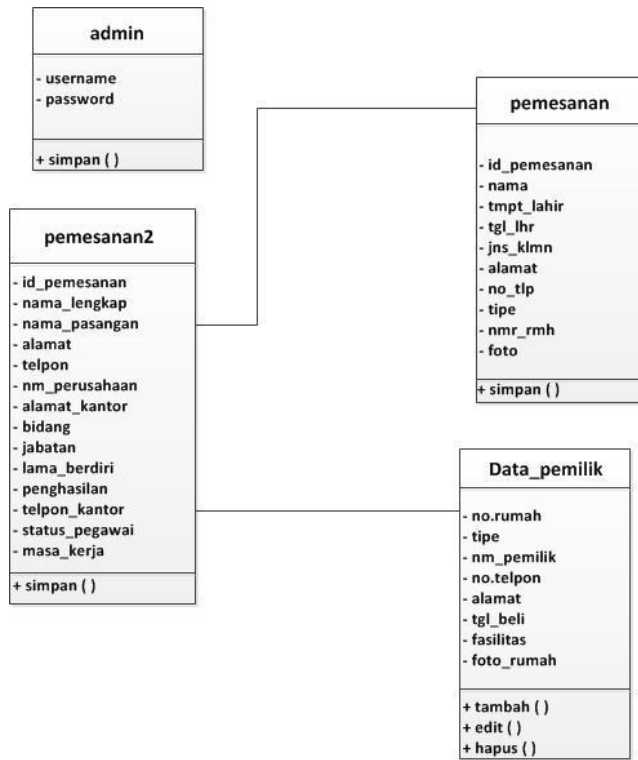 admin
- username
- password
+ simpan ( )
pemesanan2
- id_pemesanan
- nama_lengkap
- nama_pasangan
- alamat
- telpon
- nm_perusahaan
- alamat_kantor
- bidang
- jabatan
- lama_berdiri
- penghasilan
- telpon_kantor
- status_pegawai
- masa_kerja
+ simpan ( )
pemesanan
- id_pemesanan
- nama
- tmpt_lahir
- tgl_lhr
- jns_klmn
- alamat
- no_tlp
- tipe
- nmr_rmh
- foto
+ simpan ( )
Data_pemilik
- no.rumah
- tipe
- nm_pemilik
- no.telpon
- alamat
- tgl_beli
- fasilitas
- foto_rumah
+ tambah ( )
+ edit ( )
+ hapus ( )